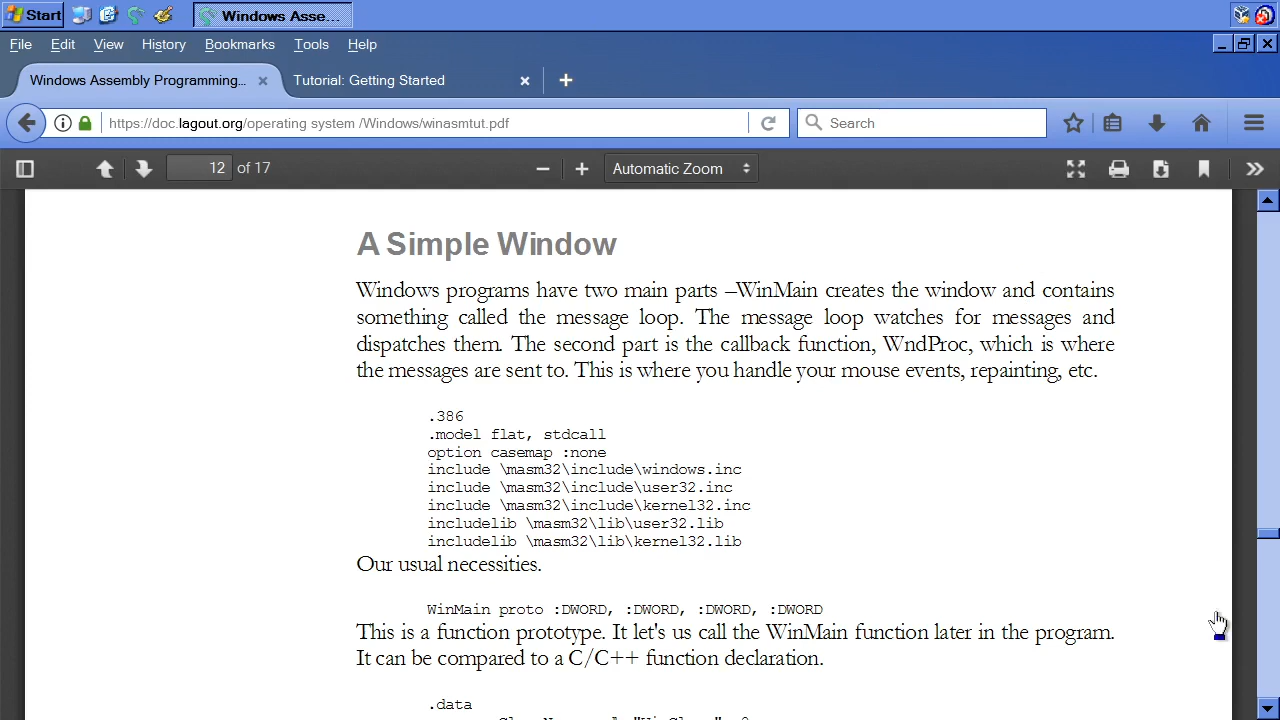 Start
Windows Asse...
File Edit View History Bookmarks Tools Help
Windows Assembly Programming...
Tutorial: Getting Started
https://doc.lagout.org/operating system /Windows/winasmtut.pdf
Search
12 of 17
Automatic Zoom
A Simple Window
Windows programs have two main parts –WinMain creates the window and contains
something called the message loop. The message loop watches for messages and
dispatches them. The second part is the callback function, WndProc, which is where
the messages are sent to. This is where you handle your mouse events, repainting, etc.
.386
.model flat, stdcall
option casemap :none
include \masm32\include\windows.inc
include \masm32\include\user32.inc
include \masm32\include\kernel32.inc
includelib \masm32\lib\user32.lib
includelib \masm32\lib\kernel32.lib
Our usual necessities.
WinMain proto :DWORD, :DWORD, :DWORD, :DWORD
This is a function prototype. It let's us call the WinMain function later in the program.
It can be compared to a C/C++ function declaration.
.data